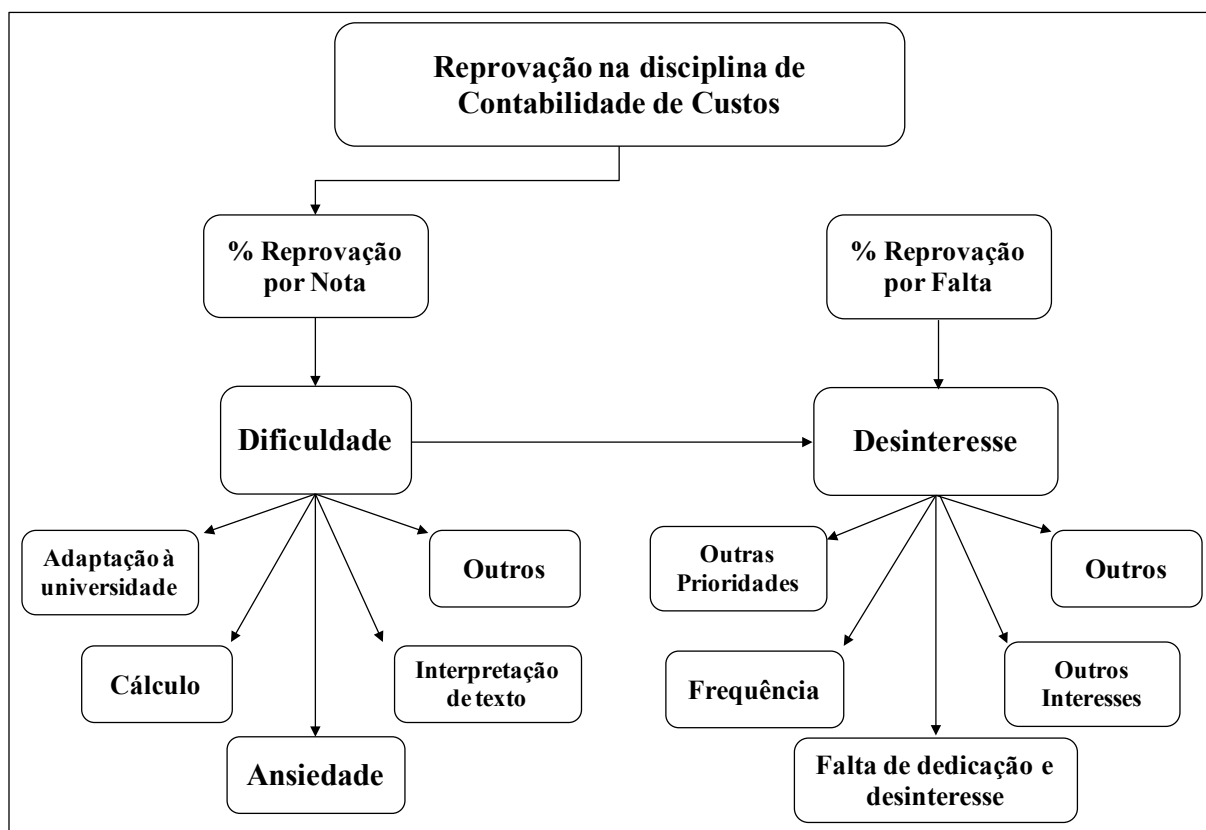 Reprovação na disciplina de
Contabilidade de Custos
% Reprovação
por Nota
% Reprovação
por Falta
Dificuldade
Desinteresse
Adaptação à
universidade
Outros
Cálculo
Interpretação
de texto
Ansiedade
Outras
Prioridades
Outros
Frequência
Outros
Interesses
Falta de dedicação e
desinteresse